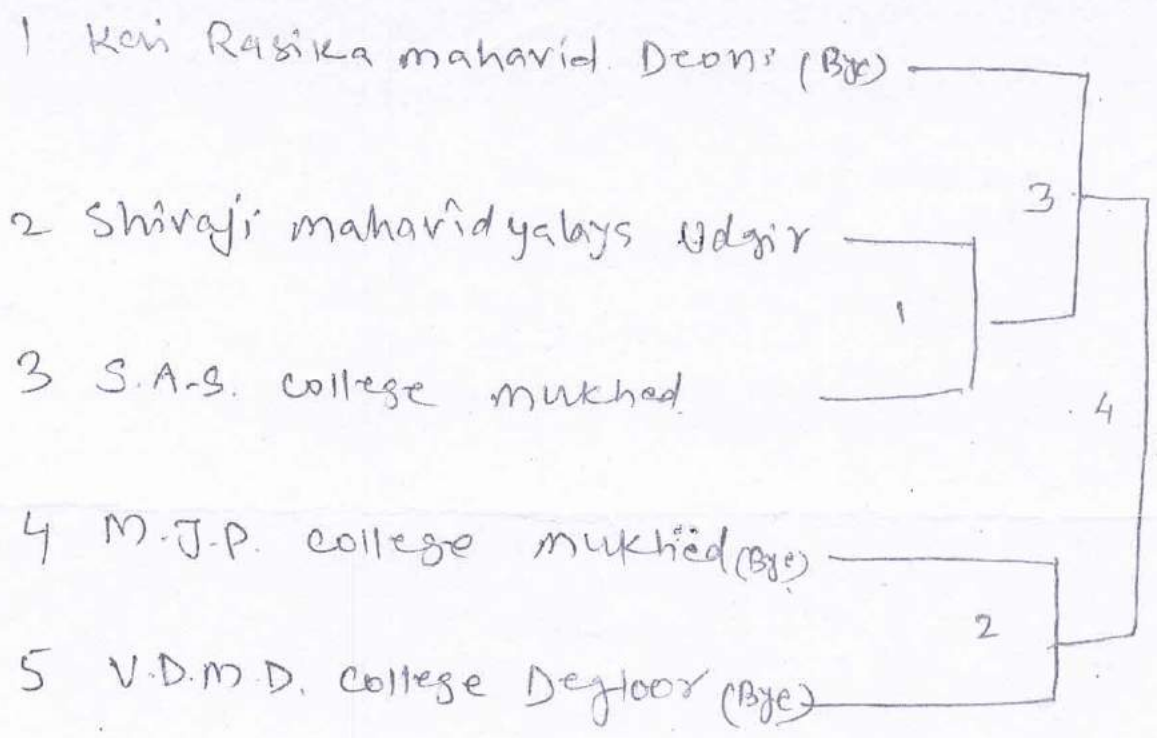 1 Kavi Rasika mahavid. Deoni (Bye)
3
2 Shivaji mahavidyalays Udgir
1
3 S.A.S. college mukhed
4
4 M.J.P. college mukhed (Bye)
2
5 V.D.M.D. college Degloor (Bye)